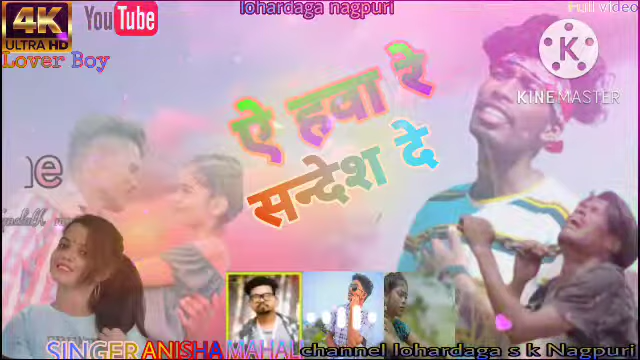 4K
ULTRA HD
YouTube
lohardaga nagpuri
Full video
Lover Boy
K
KINEMASTER
ऐ हवा रे
सन्देश दे
SINGER ANISHA MAHALI
channel lohardaga s k Nagpuri